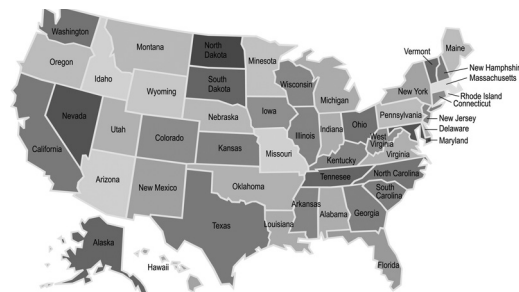 Washington
Oregon
California
Nevada
Idaho
Montana
Wyoming
Utah
Arizona
Colorado
New Mexico
North
Dakota
South
Dakota
Nebraska
Kansas
Oklahoma
Texas
Minesota
Iowa
Missouri
Arkansas
Louisiana
Wisconsin
Illinois
Michigan
Indiana
Ohio
Kentucky
Tennesee
Alabama
Georgia
Florida
South
Carolina
North Carolina
Virginia
West
Virginia
Pennsylvania
New York
Vermont
Maine
New Hamphshir
Massachusetts
Rhode Island
Connecticut
New Jersey
Delaware
Maryland
Alaska
Hawaii